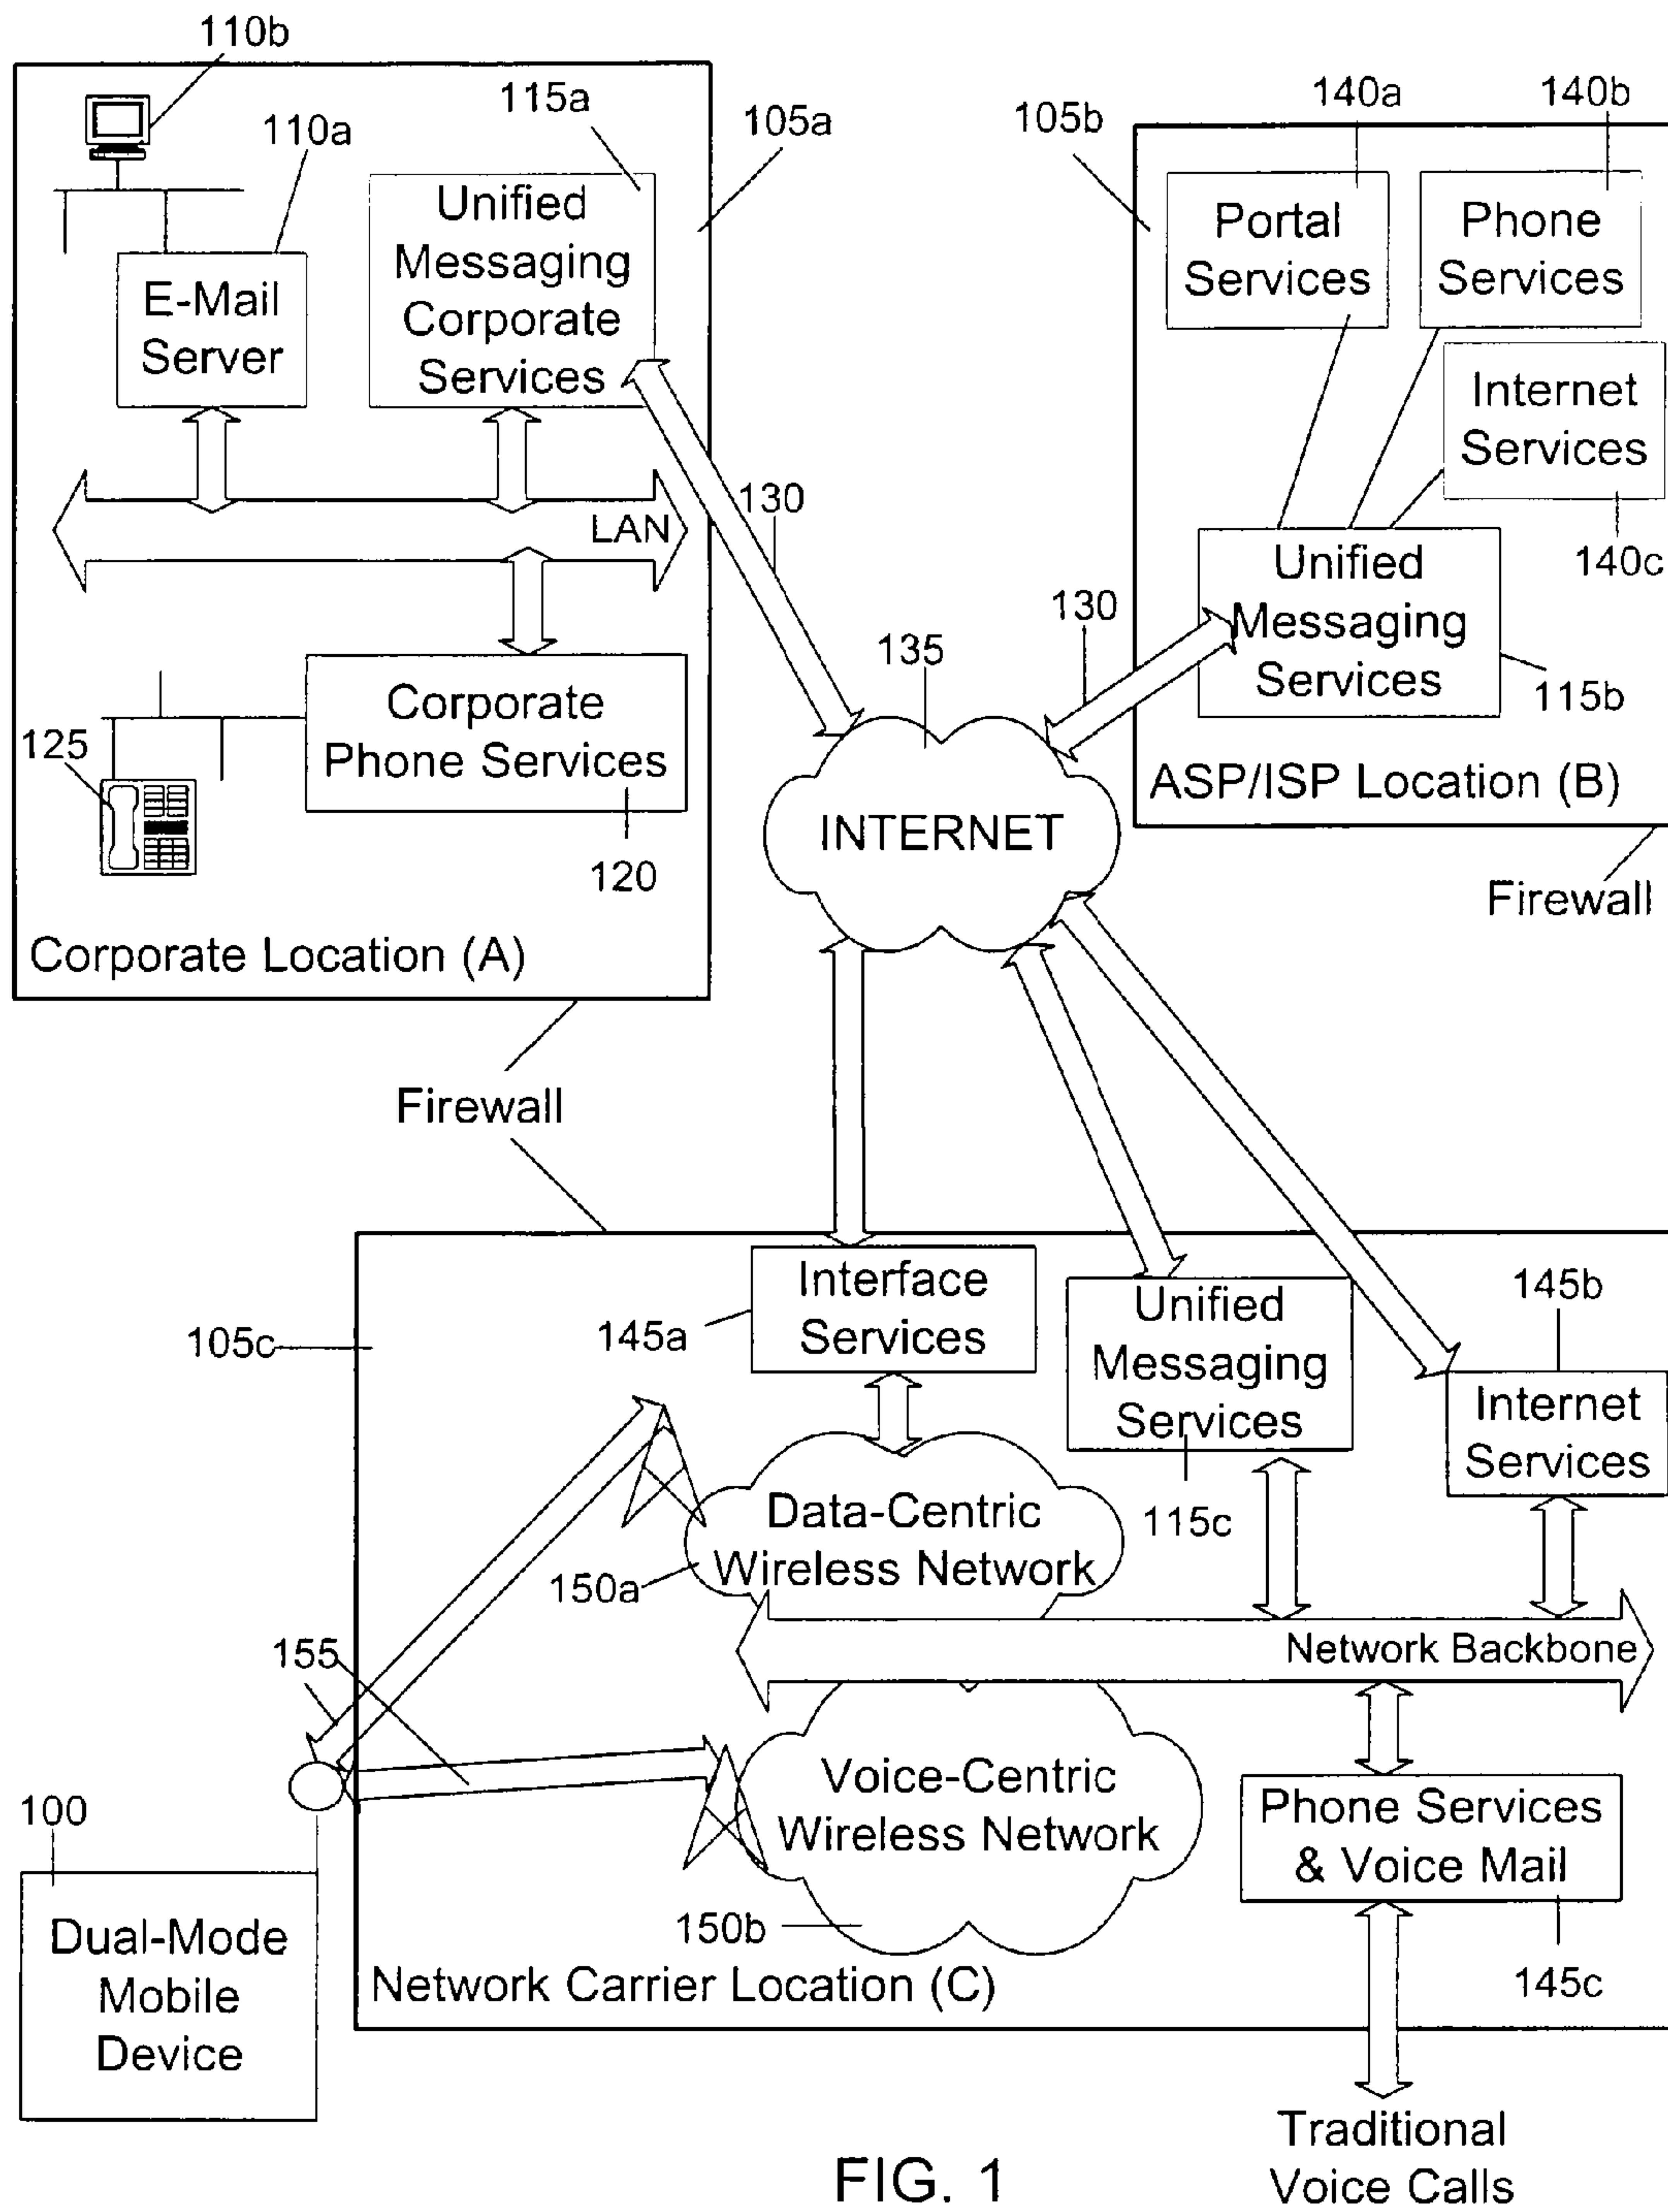 110b
115a
110a
105a
Unified
Messaging
Corporate
Services
E-Mail
Server
LAN
130
125
Corporate
Phone Services
120
Corporate Location (A)
105b
140a
140b
Portal
Services
Phone
Services
Internet
Services
140c
Unified
Messaging
Services
115b
130
ASP/ISP Location (B)
Firewall
135
INTERNET
Firewall
105c
145a
Interface
Services
Unified
Messaging
Services
115c
145b
Internet
Services
Data-Centric
Wireless Network
150a
Network Backbone
155
Voice-Centric
Wireless Network
150b
Phone Services
& Voice Mail
145c
Network Carrier Location (C)
100
Dual-Mode
Mobile
Device
Traditional
Voice Calls
FIG. 1